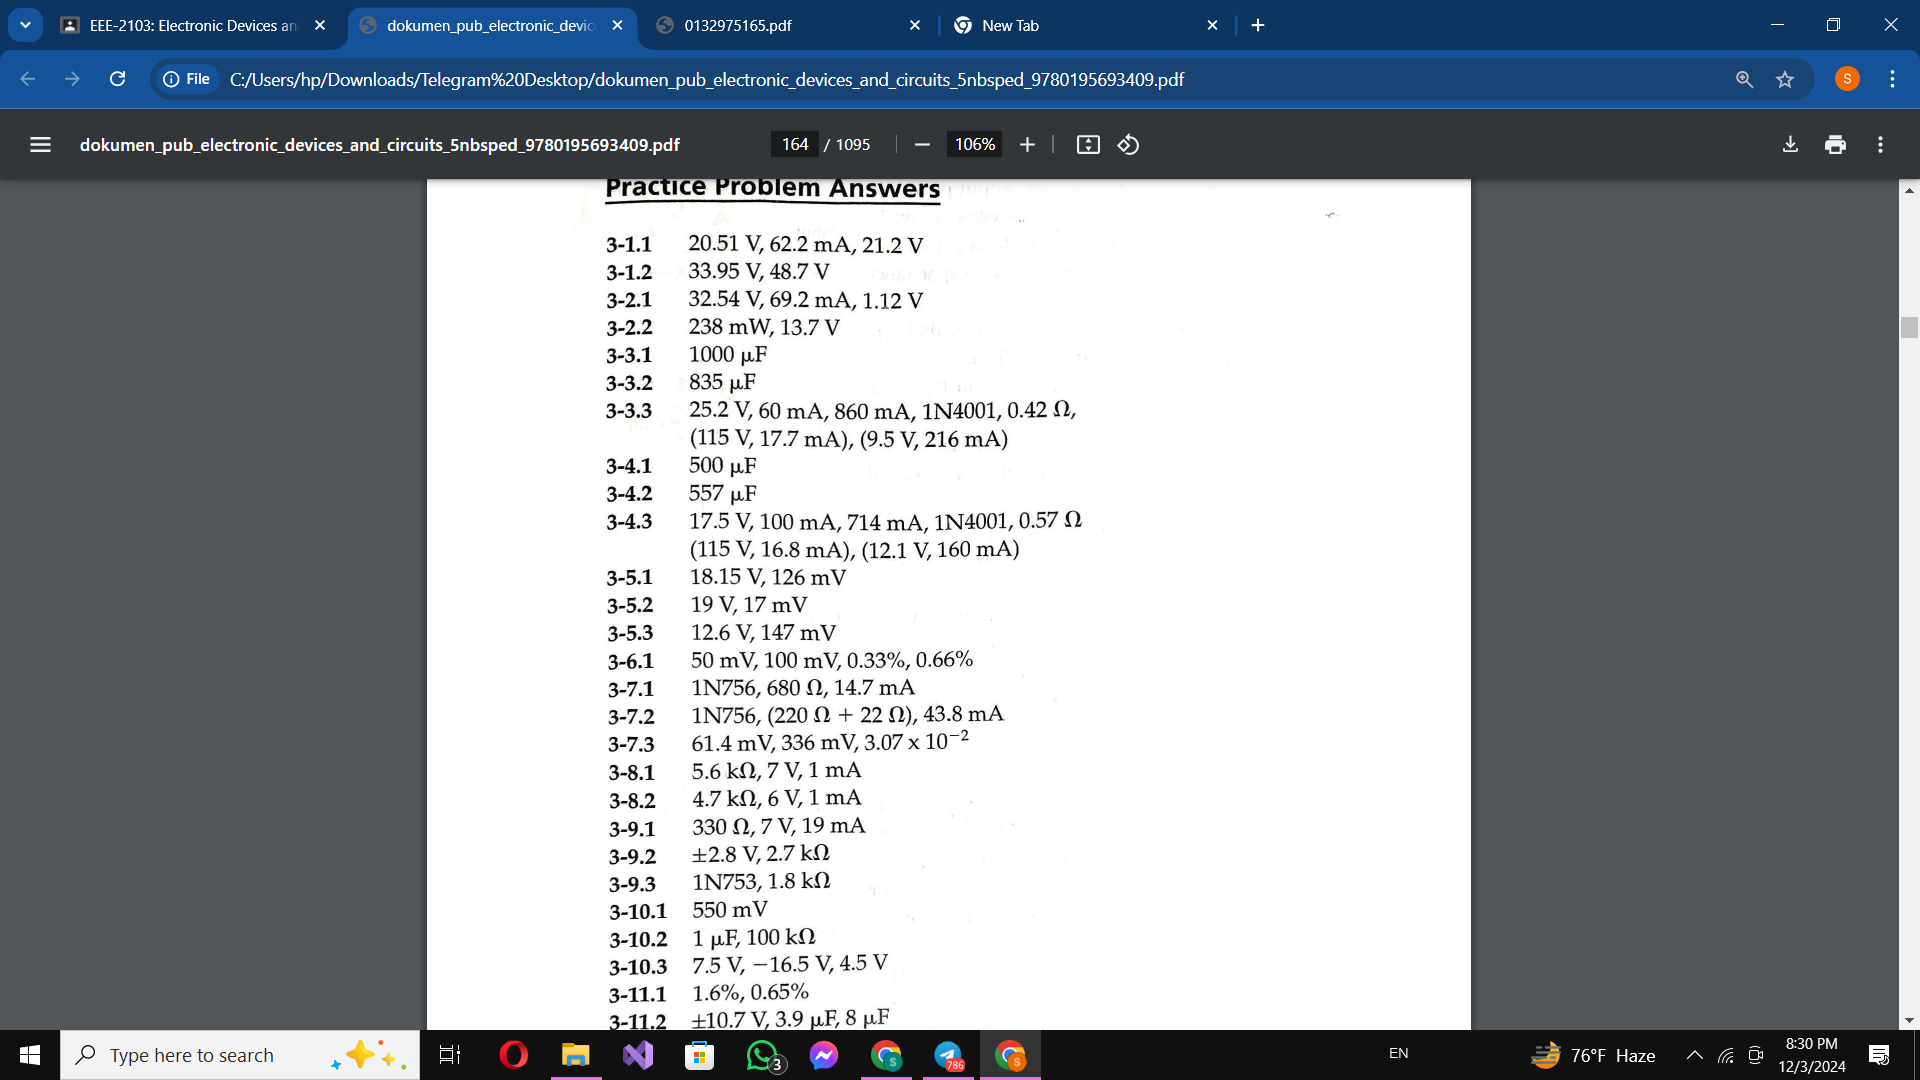 EEE-2103: Electronic Devices an
dokumen_pub_electronic_devic
0132975165.pdf
New Tab
File
C:/Users/hp/Downloads/Telegram%20Desktop/dokumen_pub_electronic_devices_and_circuits_5nbsped_9780195693409.pdf
S
dokumen_pub_electronic_devices_and_circuits_5nbsped_9780195693409.pdf
164 / 1095
106%
Practice Problem Answers
3-1.1 20.51 V, 62.2 mA, 21.2 V
3-1.2 33.95 V, 48.7 V
3-2.1 32.54 V, 69.2 mA, 1.12 V
3-2.2 238 mW, 13.7 V
3-3.1 1000 μF
3-3.2 835 μF
3-3.3 25.2 V, 60 mA, 860 mA, 1N4001, 0.42 Ω,
(115 V, 17.7 mA), (9.5 V, 216 mA)
3-4.1 500 μF
3-4.2 557 μF
3-4.3 17.5 V, 100 mA, 714 mA, 1N4001, 0.57 Ω
(115 V, 16.8 mA), (12.1 V, 160 mA)
3-5.1 18.15 V, 126 mV
3-5.2 19 V, 17 mV
3-5.3 12.6 V, 147 mV
3-6.1 50 mV, 100 mV, 0.33%, 0.66%
3-7.1 1N756, 680 Ω, 14.7 mA
3-7.2 1N756, (220 Ω + 22 Ω), 43.8 mA
3-7.3 61.4 mV, 336 mV, 3.07 x 10⁻²
3-8.1 5.6 kΩ, 7 V, 1 mA
3-8.2 4.7 kΩ, 6 V, 1 mA
3-9.1 330 Ω, 7 V, 19 mA
3-9.2 ±2.8 V, 2.7 kΩ
3-9.3 1N753, 1.8 kΩ
3-10.1 550 mV
3-10.2 1 μF, 100 kΩ
3-10.3 7.5 V, −16.5 V, 4.5 V
3-11.1 1.6%, 0.65%
3-11.2 ±10.7 V, 3.9 μF, 8 μF
Type here to search
3
S
786
S
EN
76°F Haze
8:30 PM
12/3/2024